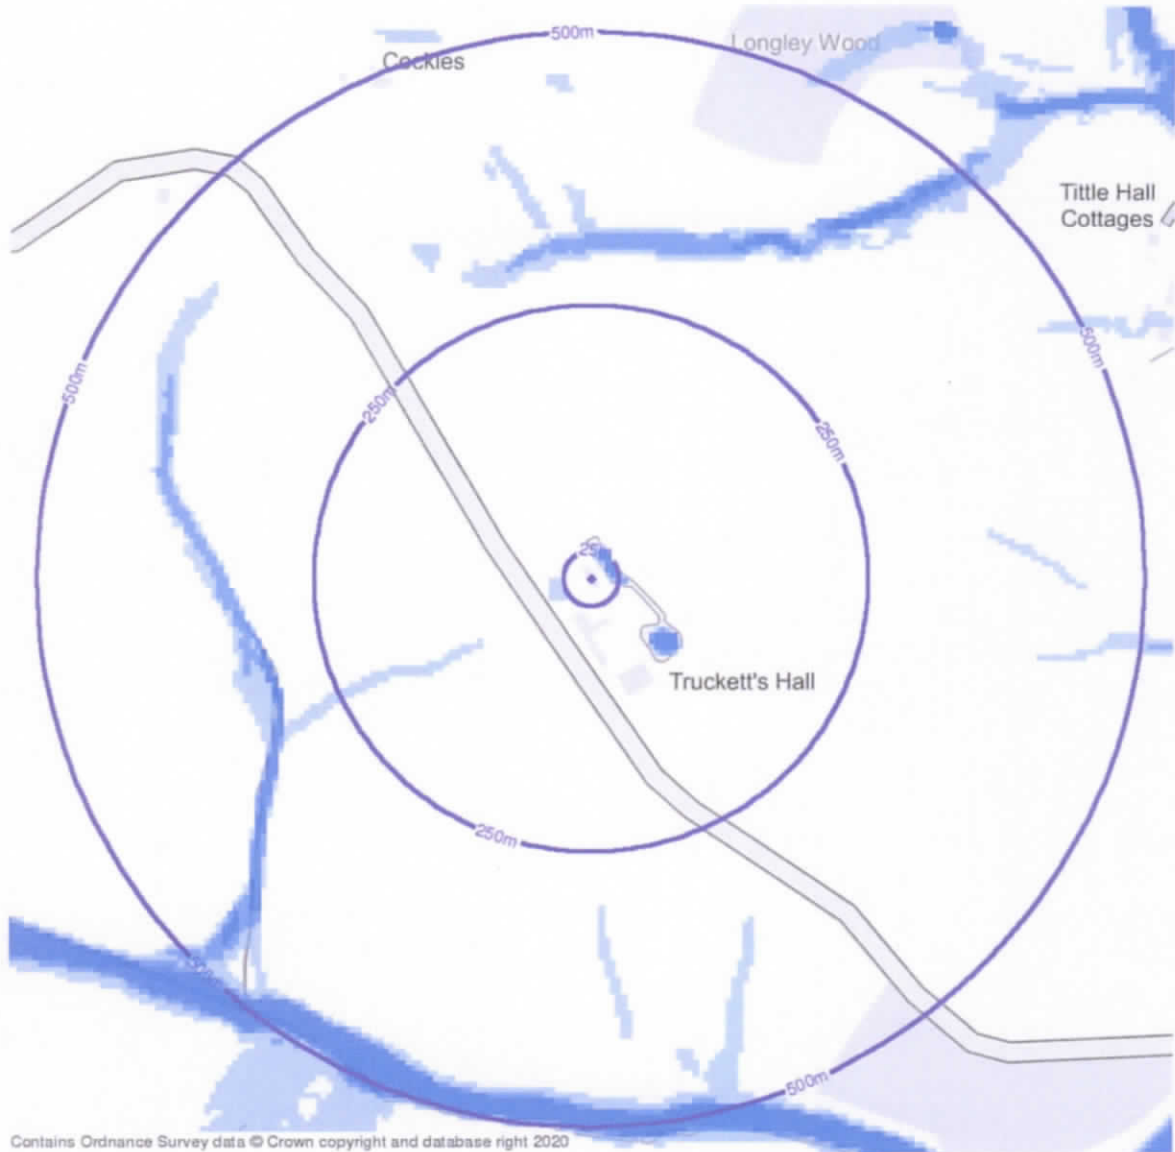 500m
Longley Wood
Cockles
Tittle Hall
Cottages
500m
500m
250m
250m
25
Truckett's Hall
250m
500m
Contains Ordnance Survey data © Crown copyright and database right 2020